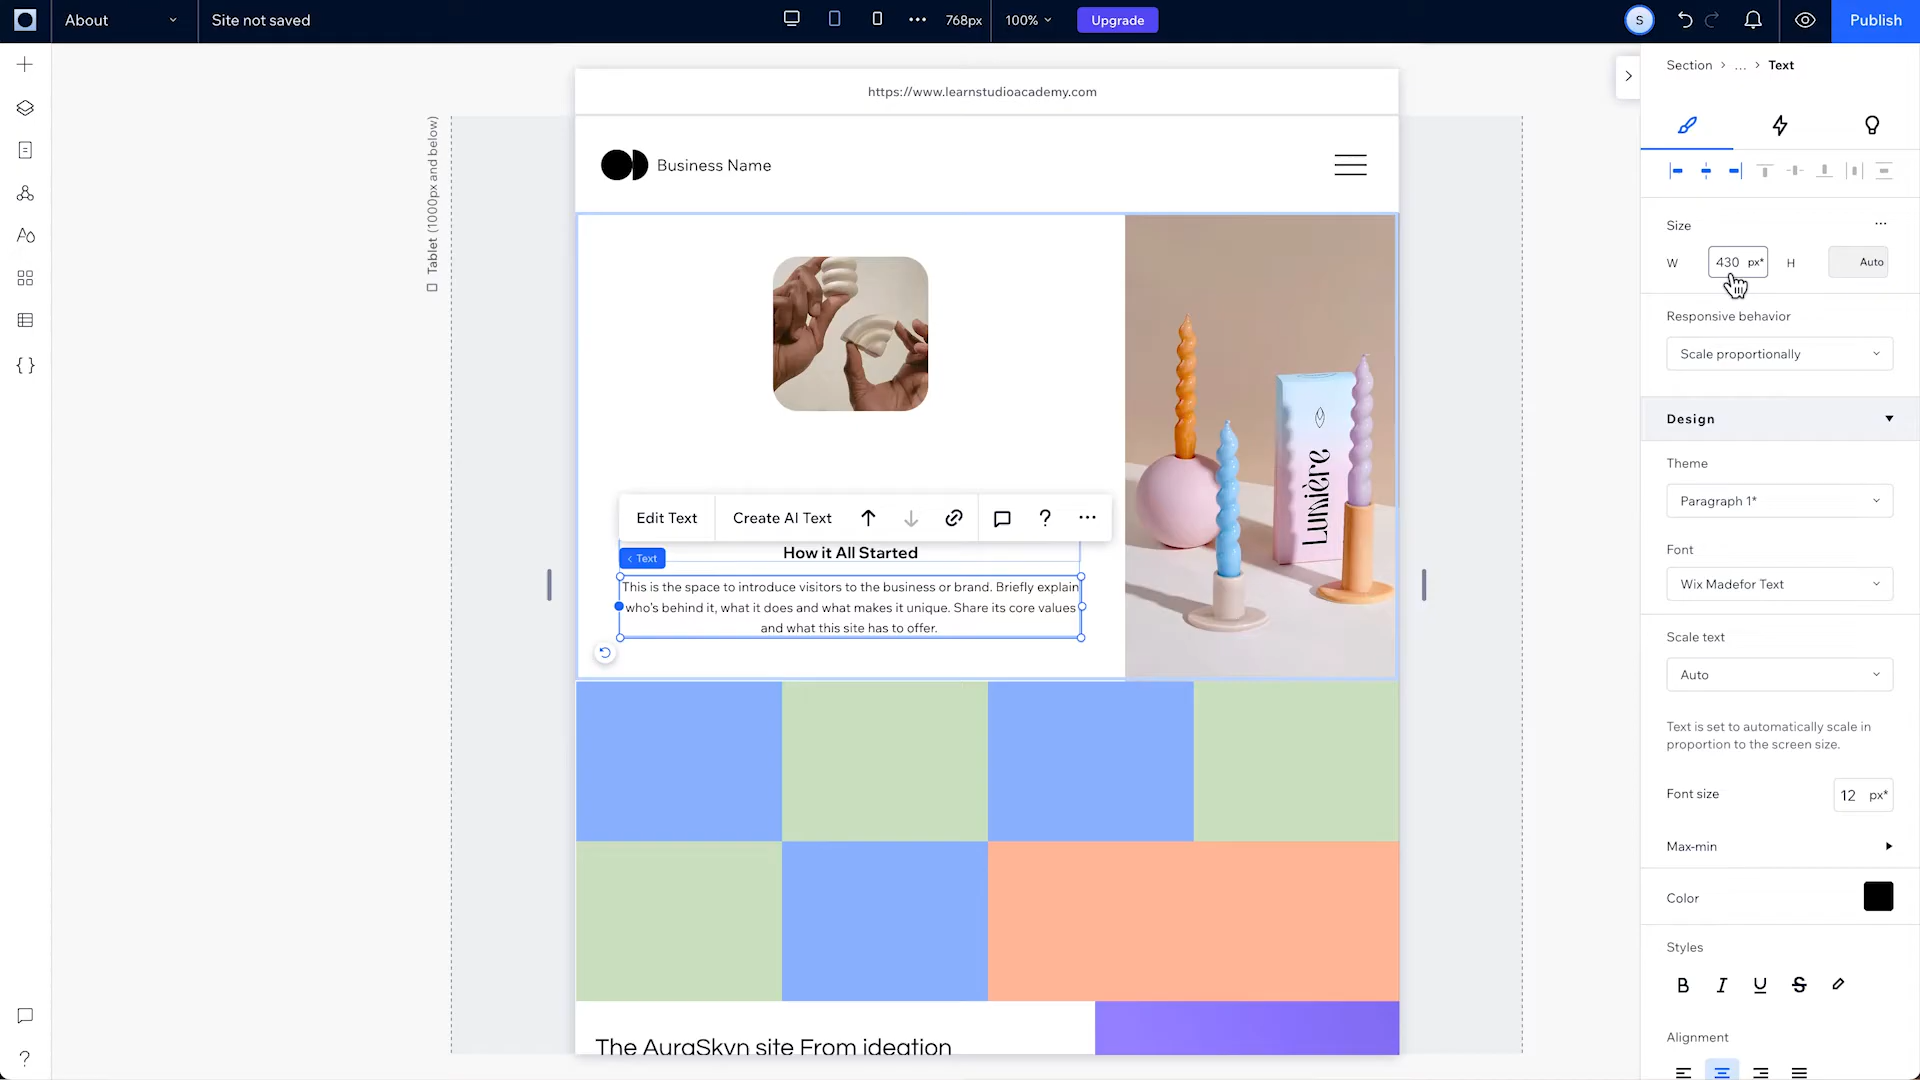 About
Site not saved
768px
100%
Upgrade
S
Publish
https://www.learnstudioacademy.com
Tablet (1000px and below)
Business Name
Lumière
Edit Text
Create AI Text
?
How it All Started
< Text
This is the space to introduce visitors to the business or brand. Briefly explain
who's behind it, what it does and what makes it unique. Share its core values
and what this site has to offer.
The AuraSkyn site From ideation
Section > ... > Text
Size
W 430 px* H Auto
Responsive behavior
Scale proportionally
Design
Theme
Paragraph 1*
Font
Wix Madefor Text
Scale text
Auto
Text is set to automatically scale in
proportion to the screen size.
Font size 12 px*
Max-min
Color
Styles
B I U S
Alignment